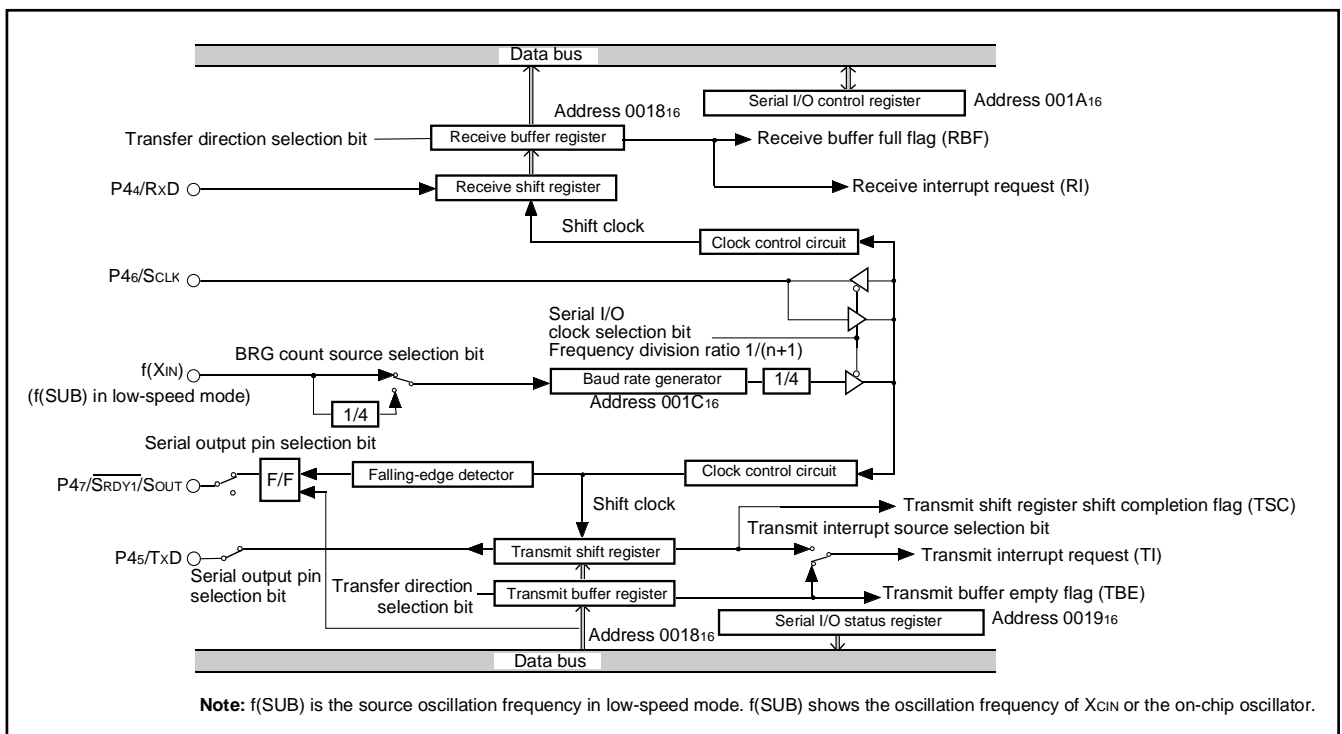 Data bus
Serial I/O control register
Address 001A16
Address 001816
Transfer direction selection bit
Receive buffer register
Receive buffer full flag (RBF)
P44/RXD
Receive shift register
Receive interrupt request (RI)
Shift clock
Clock control circuit
P46/SCLK
Serial I/O
clock selection bit
Frequency division ratio 1/(n+1)
BRG count source selection bit
f(XIN)
(f(SUB) in low-speed mode)
Baud rate generator
1/4
Address 001C16
1/4
Serial output pin selection bit
P47/SRDY1/SOUT
F/F
Falling-edge detector
Clock control circuit
Shift clock
Transmit shift register shift completion flag (TSC)
Transmit interrupt source selection bit
P45/TXD
Transmit shift register
Transmit interrupt request (TI)
Serial output pin
selection bit
Transfer direction
selection bit
Transmit buffer register
Transmit buffer empty flag (TBE)
Address 001816
Serial I/O status register
Address 001916
Data bus
Note: f(SUB) is the source oscillation frequency in low-speed mode. f(SUB) shows the oscillation frequency of XCIN or the on-chip oscillator.